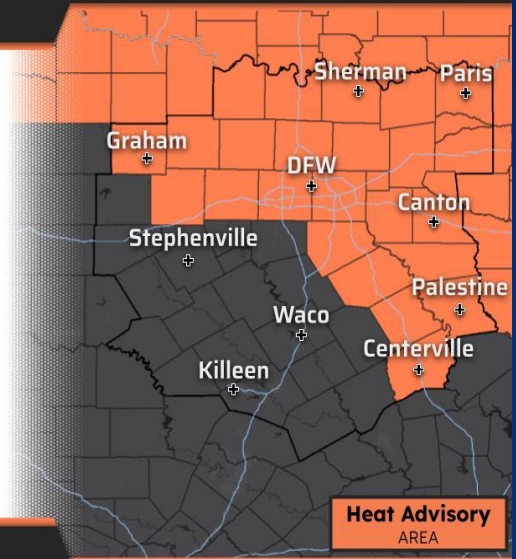 Sherman
Paris
Graham
DFW
Canton
Stephenville
Palestine
Waco
Centerville
Killeen
Heat Advisory
AREA